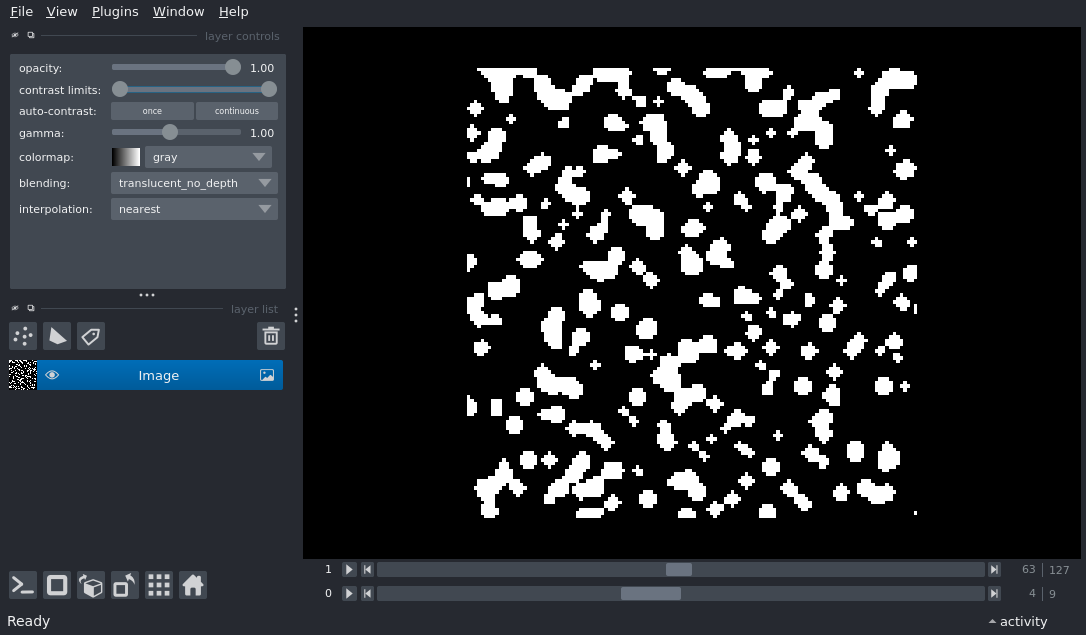 File View Plugins Window Help
layer controls
opacity: 1.00
contrast limits:
auto-contrast: once continuous
gamma: 1.00
colormap: gray
blending: translucent_no_depth
interpolation: nearest
layer list
Image
1 63 127
0 4 9
Ready activity